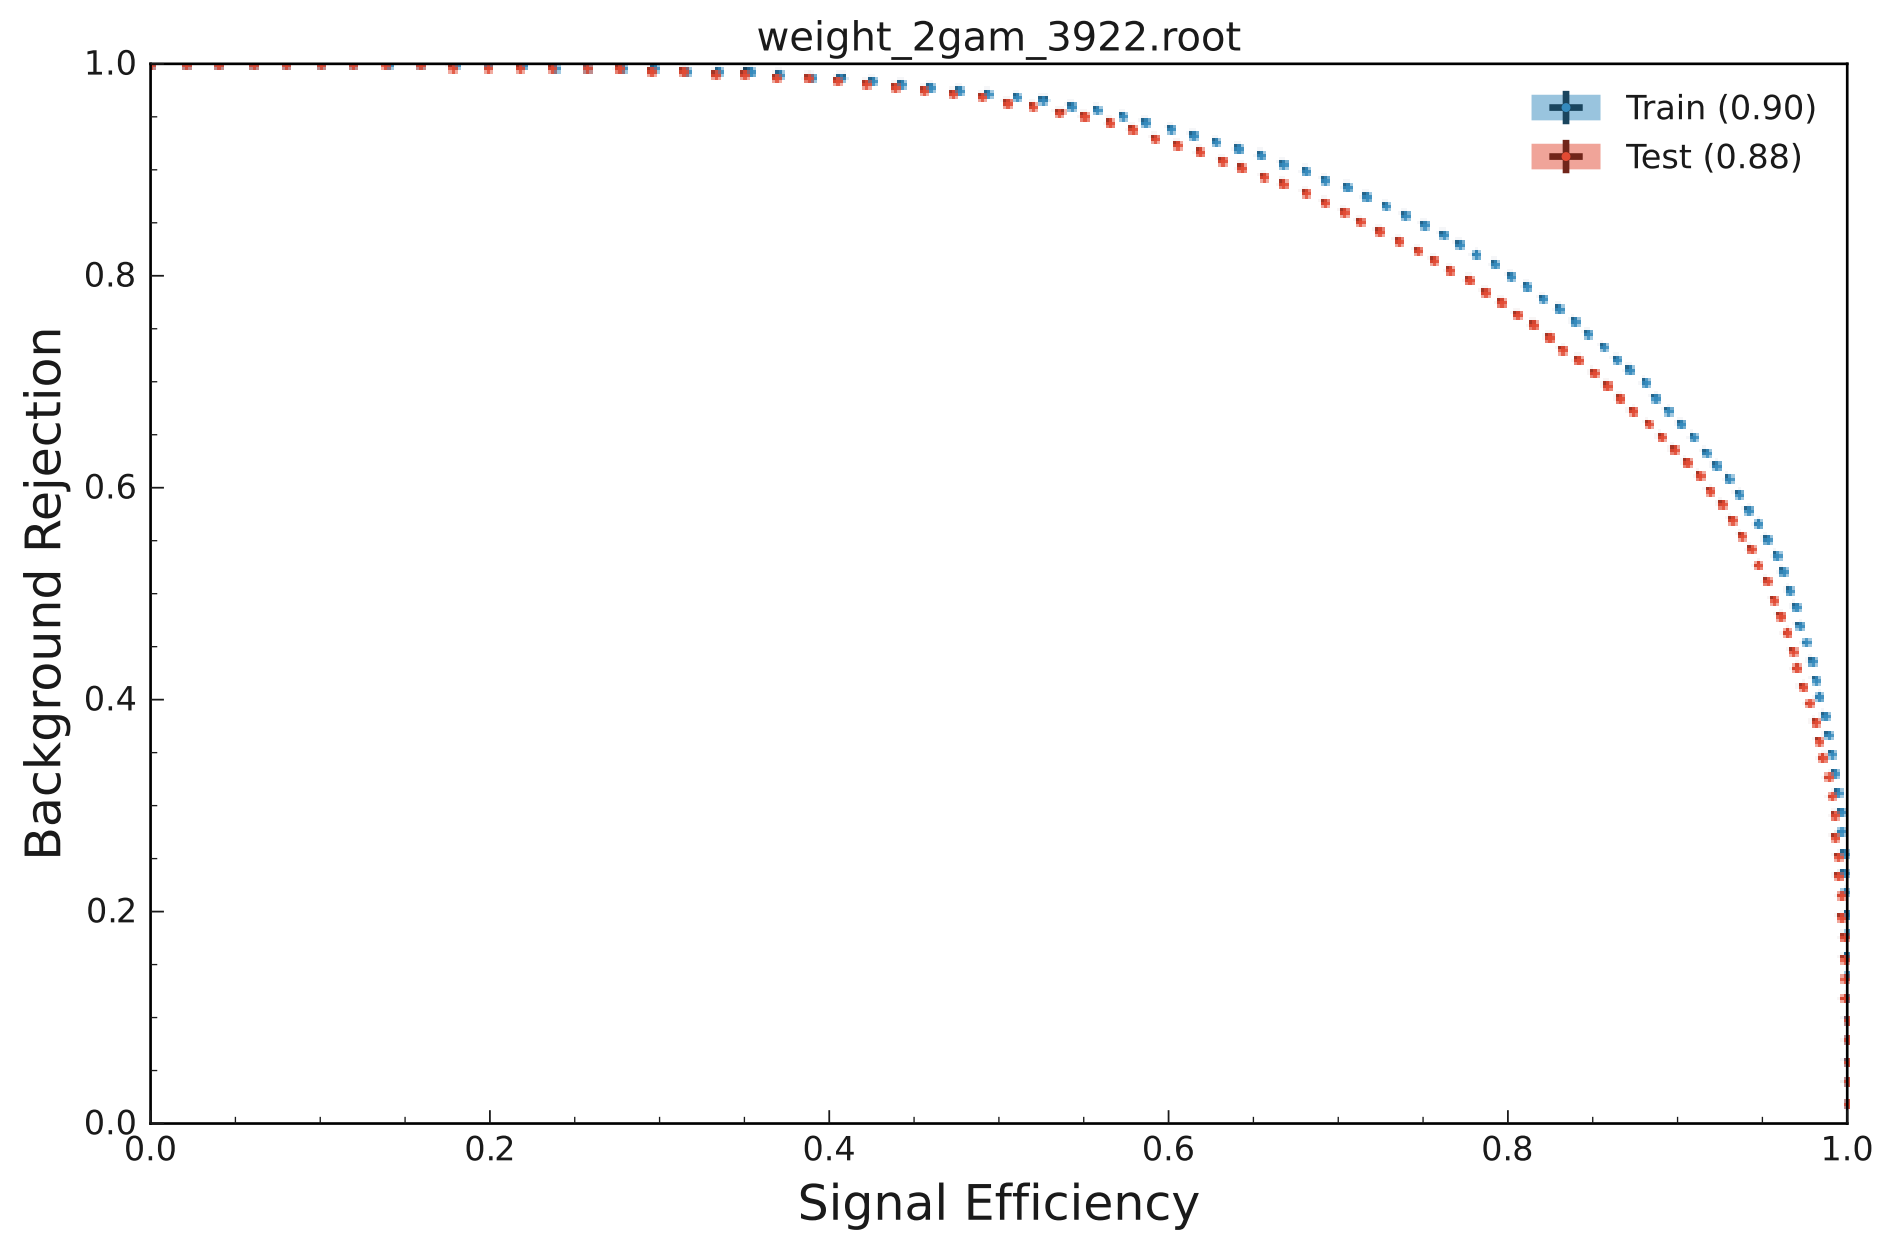 weight_2gam_3922.root
Train (0.90)
Test (0.88)
Background Rejection
1.0
0.8
0.6
0.4
0.2
0.0
0.0 0.2 0.4 0.6 0.8 1.0
Signal Efficiency